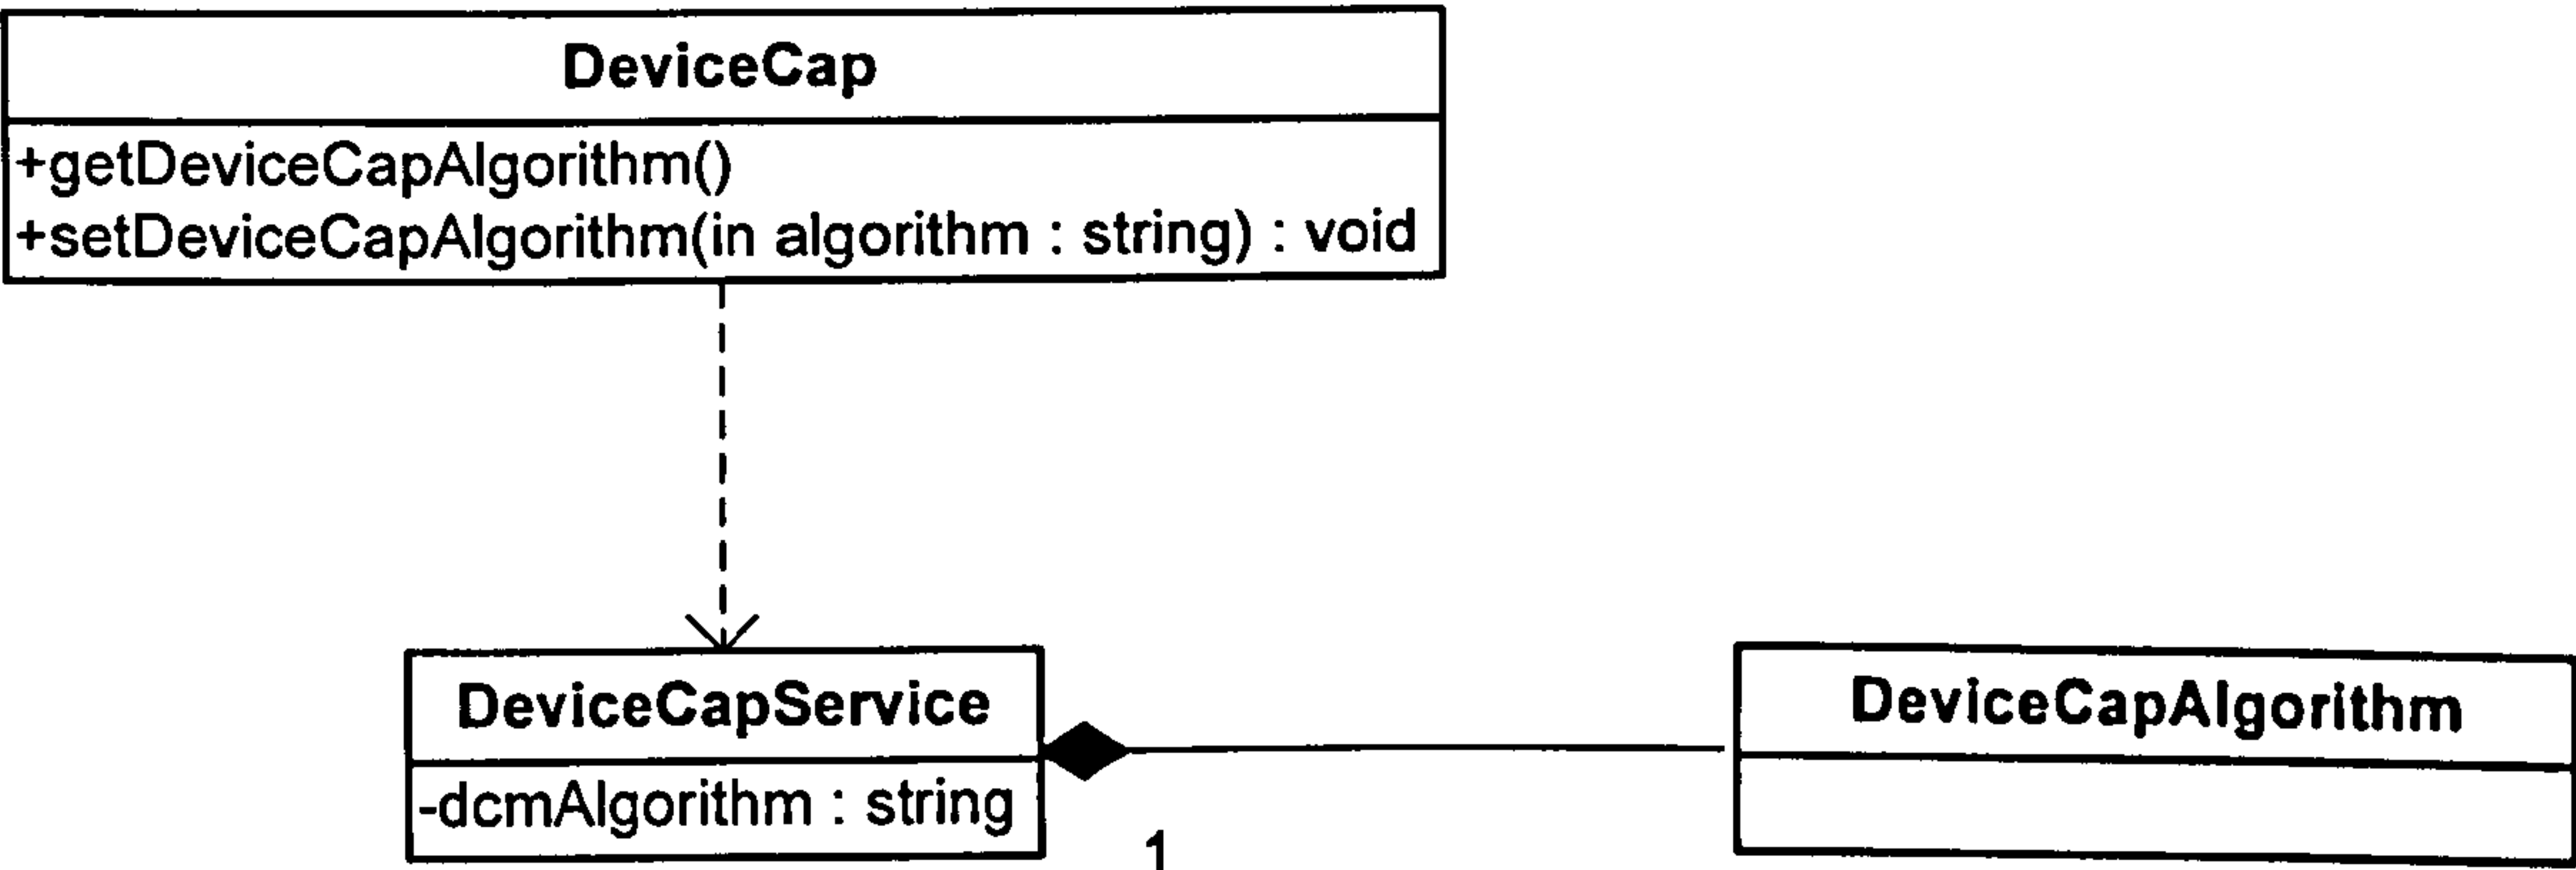 DeviceCap
+getDeviceCapAlgorithm()
+setDeviceCapAlgorithm(in algorithm : string) : void
DeviceCapService
DeviceCapAlgorithm
-dcmAlgorithm : string
1